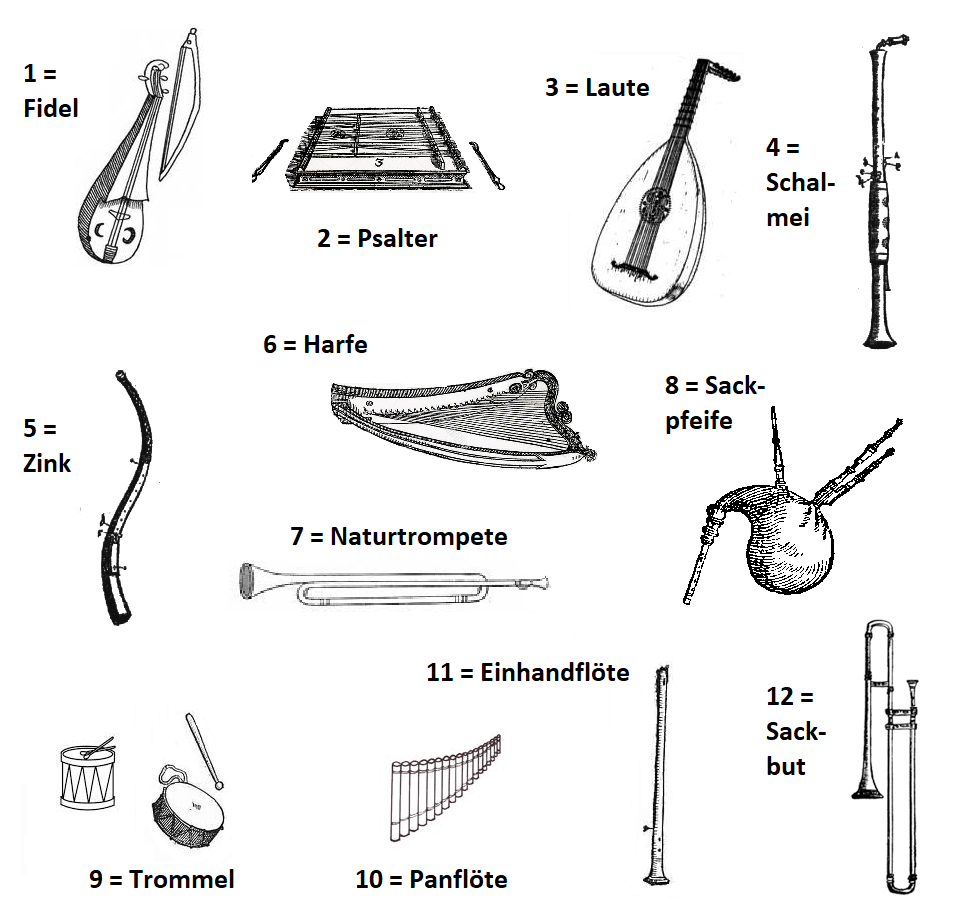 1 =
Fidel
2 = Psalter
3
3 = Laute
4 =
Schal-
mei
5 =
Zink
6 = Harfe
7 = Naturtrompete
8 = Sack-
pfeife
9 = Trommel
10 = Panflöte
11 = Einhandflöte
12 =
Sack-
but